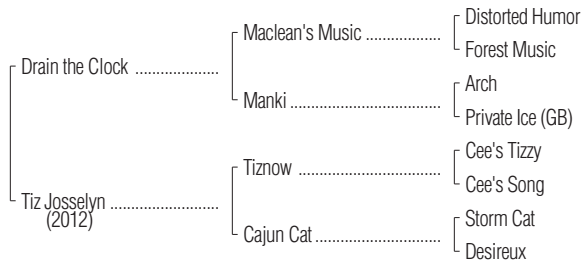 Distorted Humor
Maclean's Music ..................
Forest Music
Drain the Clock ....................
Arch
Manki ....................................
Private Ice (GB)
Cee's Tizzy
Tiznow ..................................
Cee's Song
Tiz Josselyn ..........................
(2012)
Storm Cat
Cajun Cat ..............................
Desireux